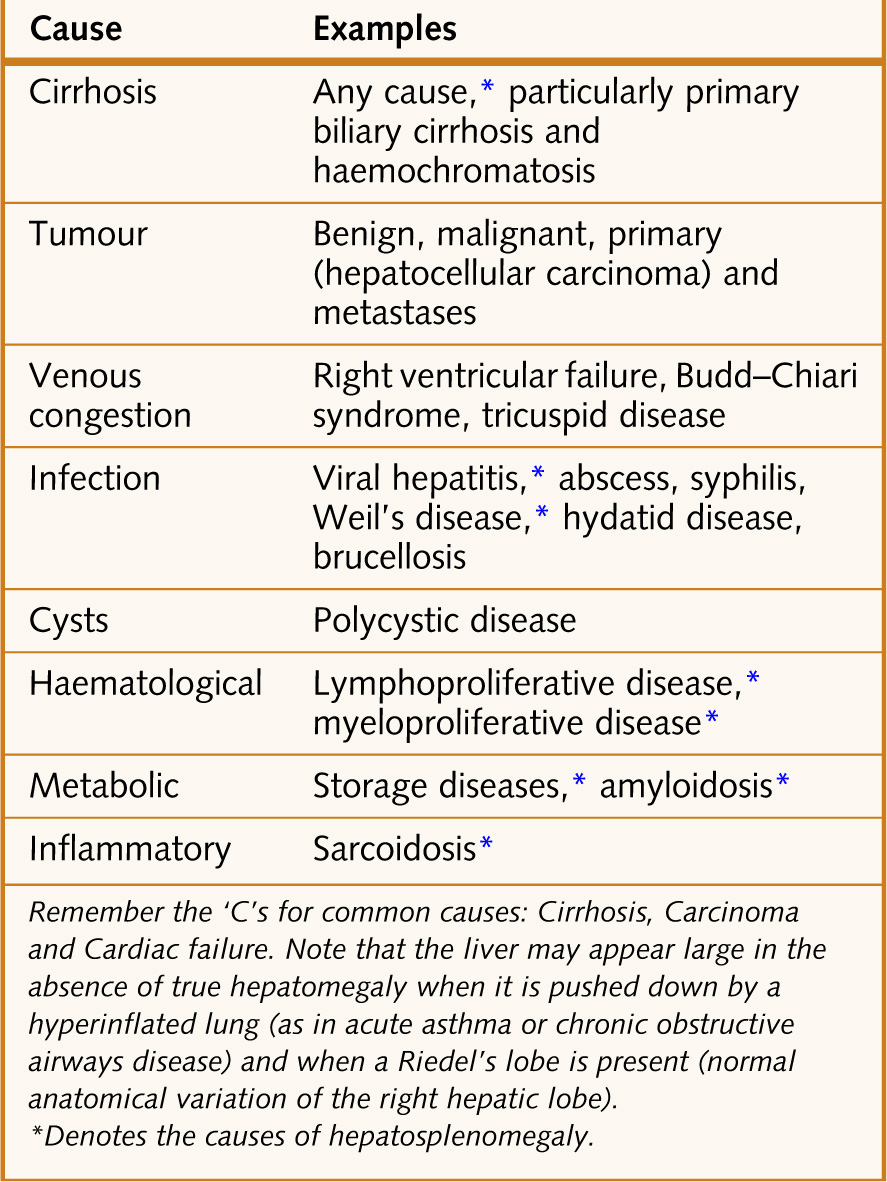 Cause Examples
Cirrhosis Any cause,* particularly primary
biliary cirrhosis and
haemochromatosis
Tumour Benign, malignant, primary
(hepatocellular carcinoma) and
metastases
Venous Right ventricular failure, Budd–Chiari
congestion syndrome, tricuspid disease
Infection Viral hepatitis,* abscess, syphilis,
Weil's disease,* hydatid disease,
brucellosis
Cysts Polycystic disease
Haematological Lymphoproliferative disease,*
myeloproliferative disease*
Metabolic Storage diseases,* amyloidosis*
Inflammatory Sarcoidosis*
Remember the ‘C’s for common causes: Cirrhosis, Carcinoma
and Cardiac failure. Note that the liver may appear large in the
absence of true hepatomegaly when it is pushed down by a
hyperinflated lung (as in acute asthma or chronic obstructive
airways disease) and when a Riedel’s lobe is present (normal
anatomical variation of the right hepatic lobe).
*Denotes the causes of hepatosplenomegaly.